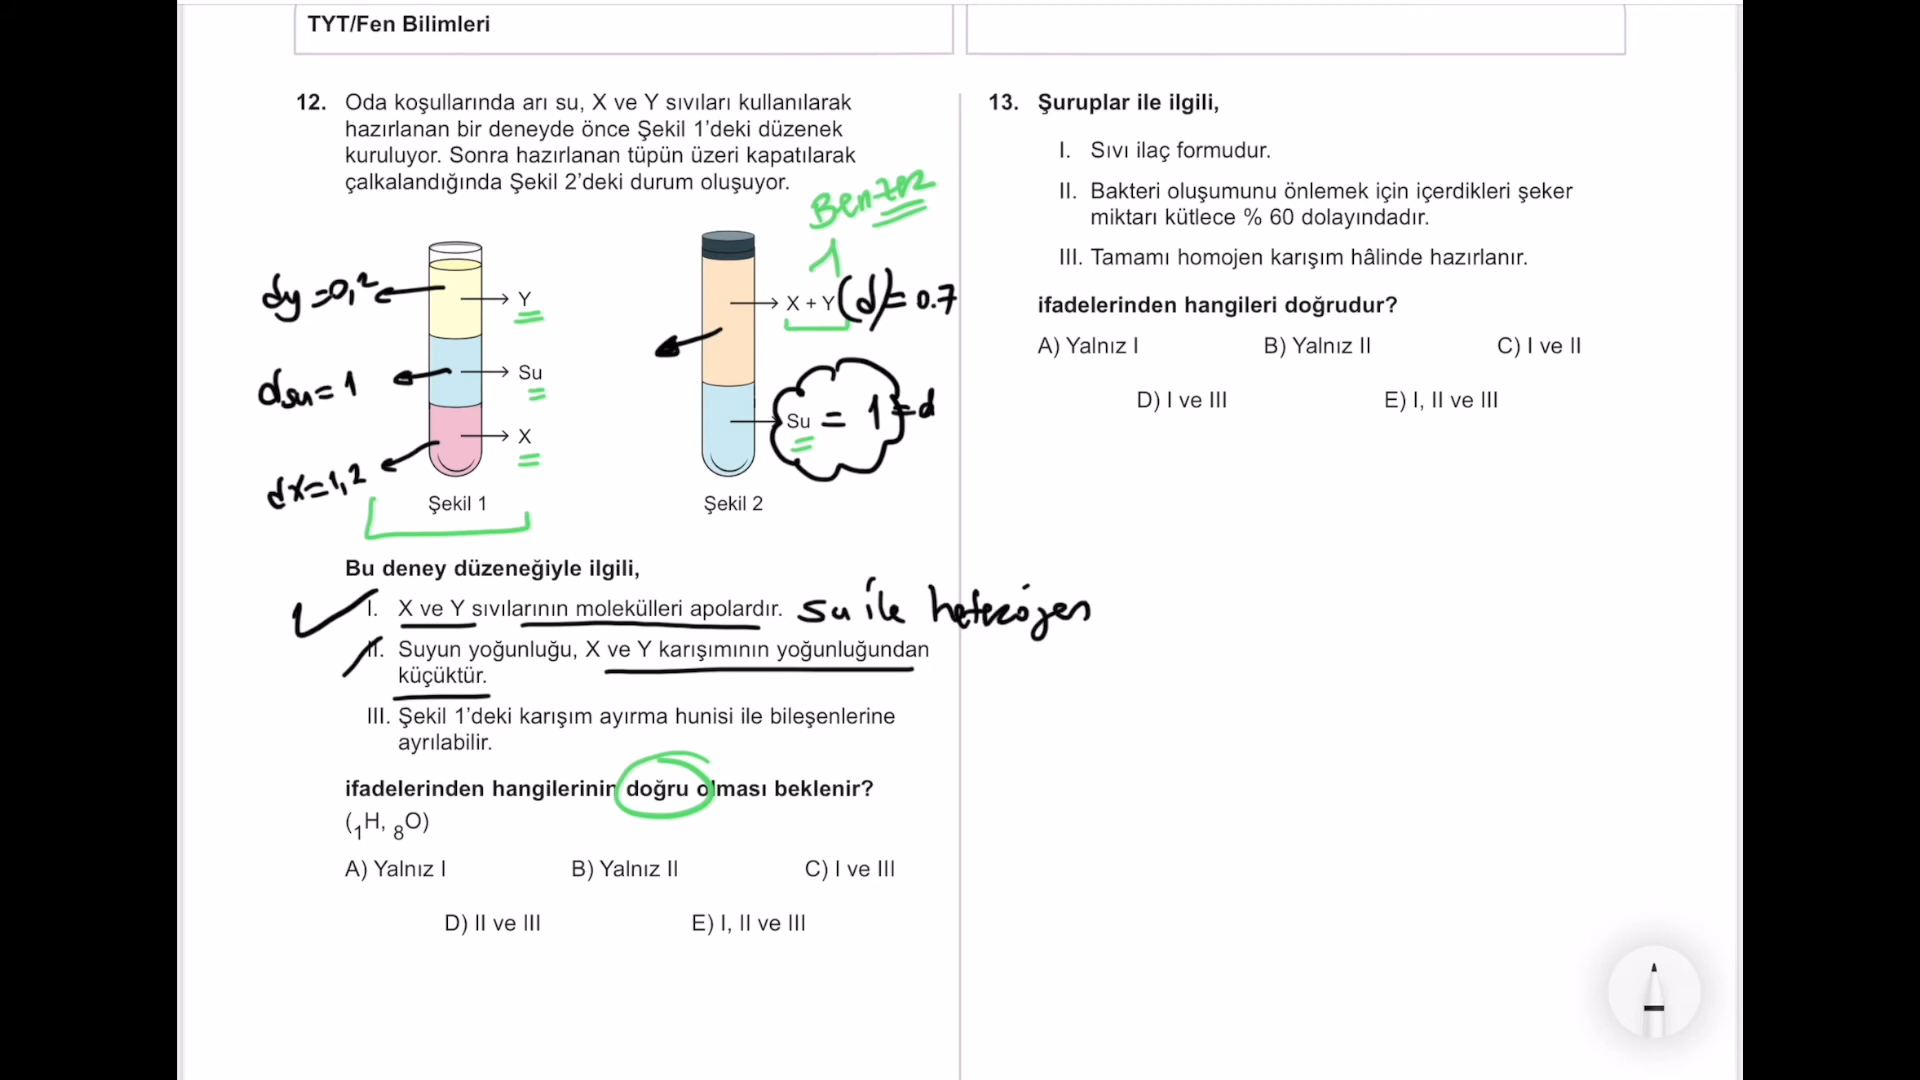 TYT/Fen Bilimleri
12. Oda koşullarında arı su, X ve Y sıvıları kullanılarak
hazırlanan bir deneyde önce Şekil 1'deki düzenek
kuruluyor. Sonra hazırlanan tüpün üzeri kapatılarak
çalkalandığında Şekil 2'deki durum oluşuyor.
Benzer
dy=0,2
Y
X + Y (d)= 0.7
dsu=1
Su
Su = 1=d
X
dx=1,2
Şekil 1
Şekil 2
Bu deney düzeneğiyle ilgili,
I. X ve Y sıvılarının molekülleri apolardır. su ile heterojen
II. Suyun yoğunluğu, X ve Y karışımının yoğunluğundan
küçüktür.
III. Şekil 1'deki karışım ayırma hunisi ile bileşenlerine
ayrılabilir.
ifadelerinden hangilerinin doğru olması beklenir?
(₁H, ₈O)
A) Yalnız I
B) Yalnız II
C) I ve III
D) II ve III
E) I, II ve III
13. Şuruplar ile ilgili,
I. Sıvı ilaç formudur.
II. Bakteri oluşumunu önlemek için içerdikleri şeker
miktarı kütlece % 60 dolayındadır.
III. Tamamı homojen karışım hâlinde hazırlanır.
ifadelerinden hangileri doğrudur?
A) Yalnız I
B) Yalnız II
C) I ve II
D) I ve III
E) I, II ve III